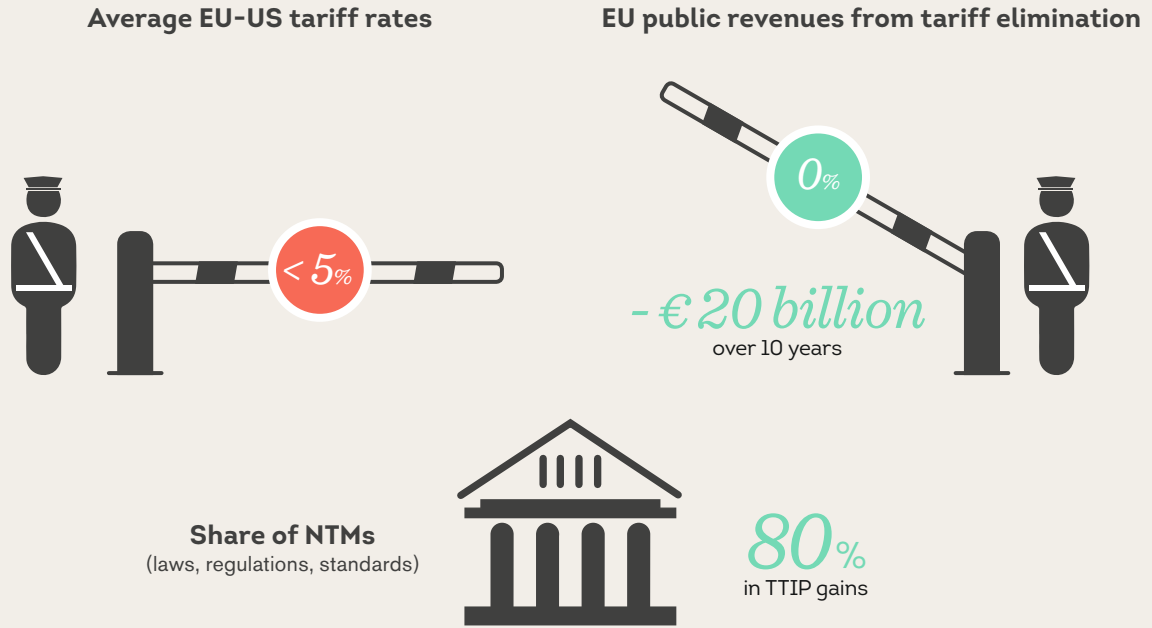 Average EU-US tariff rates
EU public revenues from tariff elimination
0%
< 5%
- € 20 billion
over 10 years
Share of NTMs
(laws, regulations, standards)
80%
in TTIP gains